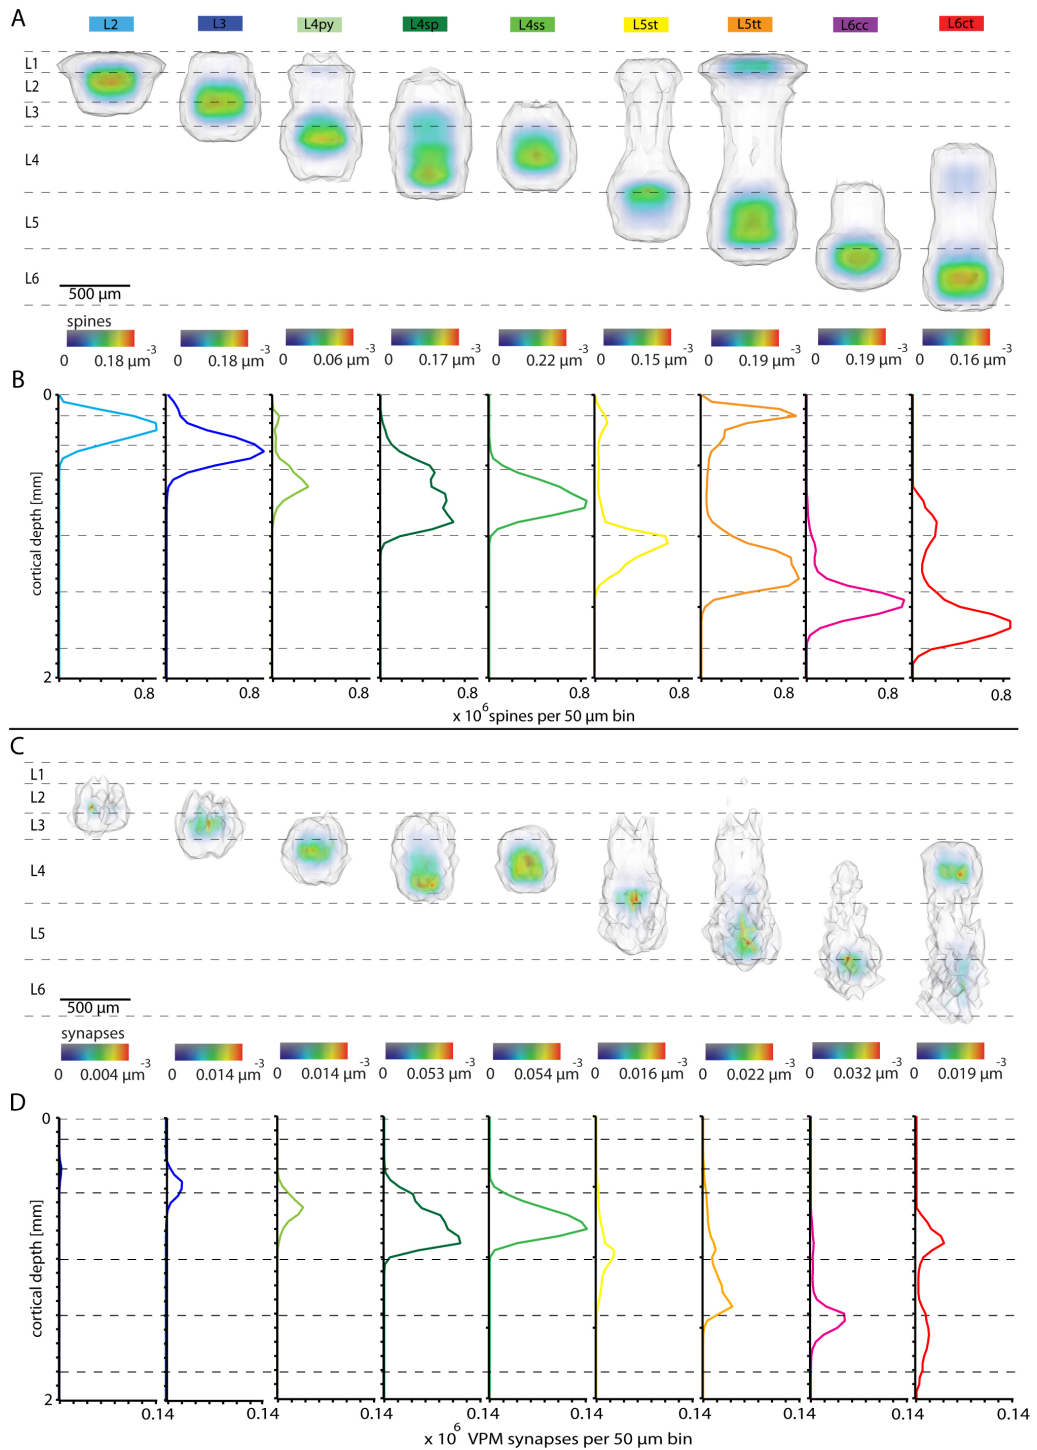 A
L2 L3 L4py L4sp L4ss L5st L5tt L6cc L6ct
L1
L2
L3
L4
L5
L6
500 µm
spines
0 0.18 µm -3 0 0.18 µm -3 0 0.06 µm -3 0 0.17 µm -3 0 0.22 µm -3 0 0.15 µm -3 0 0.19 µm -3 0 0.19 µm -3 0 0.16 µm -3
B
0
cortical depth [mm]
2
0.8 0.8 0.8 0.8 0.8 0.8 0.8 0.8 0.8
x 10⁶ spines per 50 µm bin
C
L1
L2
L3
L4
L5
L6
500 µm
synapses
0 0.004 µm -3 0 0.014 µm -3 0 0.014 µm -3 0 0.053 µm -3 0 0.054 µm -3 0 0.016 µm -3 0 0.022 µm -3 0 0.032 µm -3 0 0.019 µm -3
D
0
cortical depth [mm]
2
0.14 0.14 0.14 0.14 0.14 0.14 0.14 0.14 0.14
x 10⁶ VPM synapses per 50 µm bin